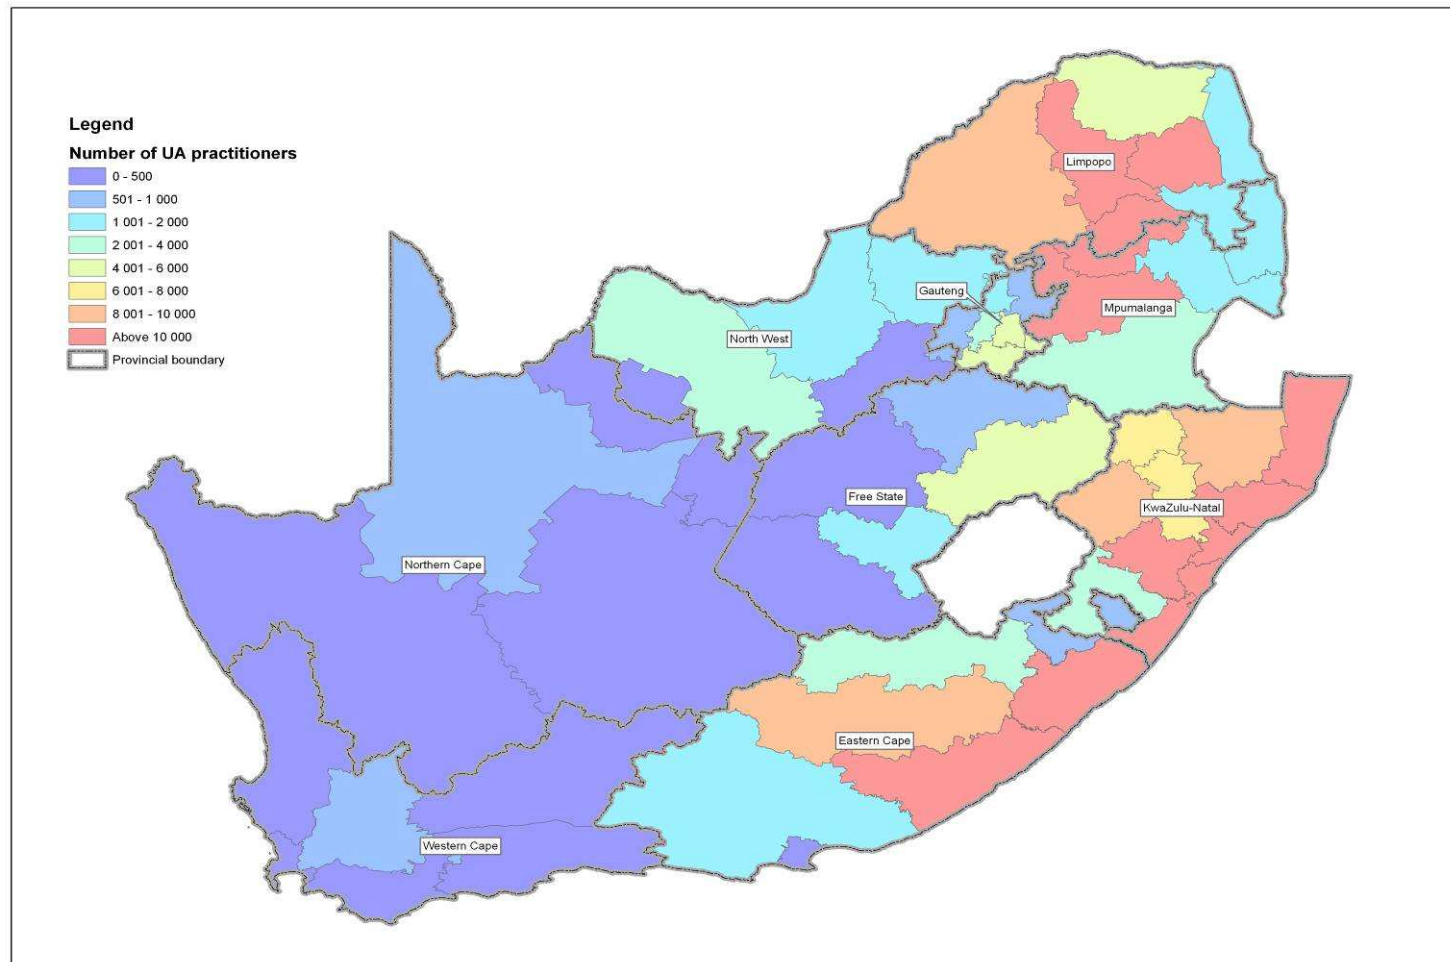 Legend
Number of UA practitioners
0 - 500
501 - 1 000
1 001 - 2 000
2 001 - 4 000
4 001 - 6 000
6 001 - 8 000
8 001 - 10 000
Above 10 000
Provincial boundary
Limpopo
Gauteng
Mpumalanga
North West
Free State
KwaZulu-Natal
Northern Cape
Eastern Cape
Western Cape